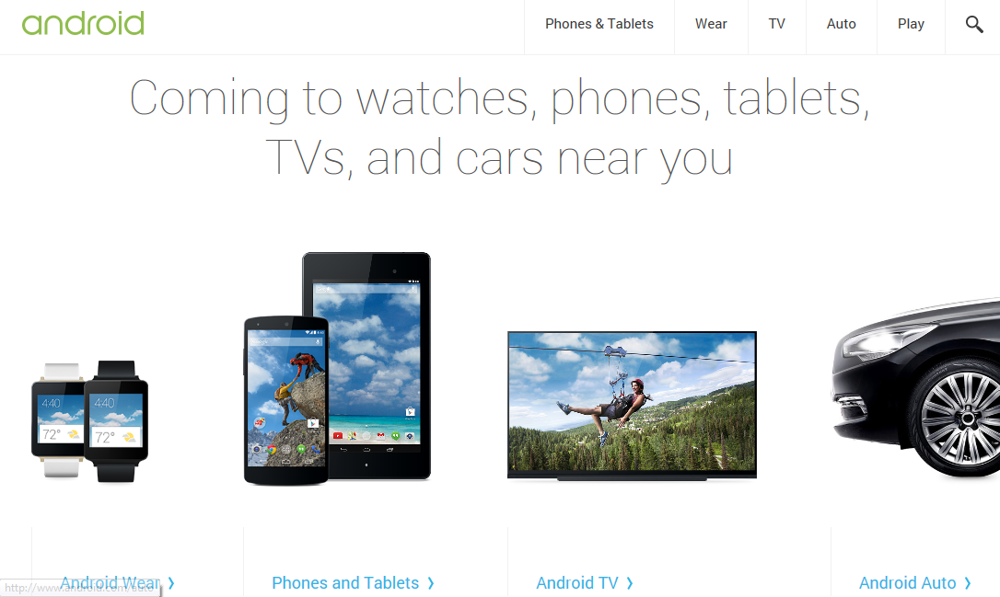 android
Phones & Tablets
Wear
TV
Auto
Play
Coming to watches, phones, tablets,
TVs, and cars near you
4:40
72°
4:40
72°
Android Wear
Phones and Tablets
Android TV
Android Auto
http://www.android.com/auto